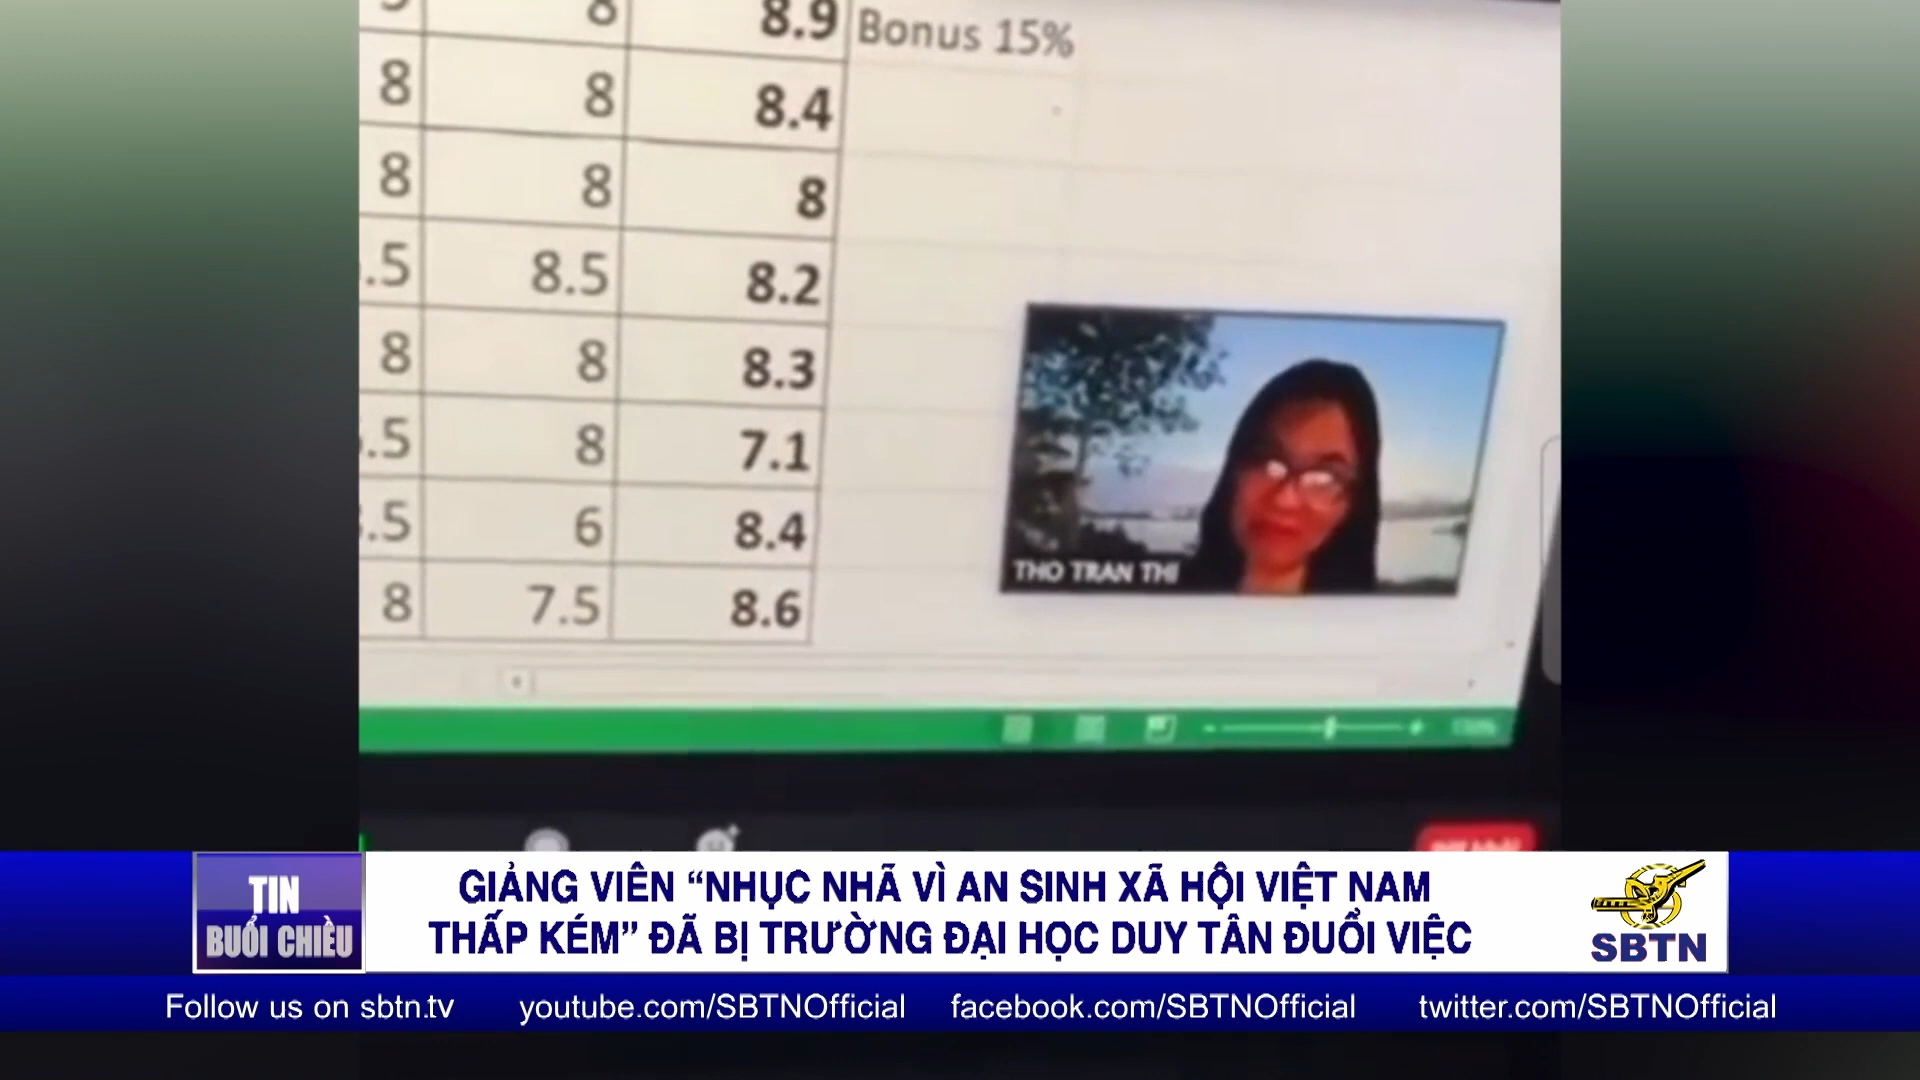 8 8.9 Bonus 15%
8 8 8.4
8 8 8
.5 8.5 8.2
8 8 8.3
.5 8 7.1
.5 6 8.4
8 7.5 8.6
THO TRAN THI
TIN
BUỔI CHIỀU
GIẢNG VIÊN “NHỤC NHÃ VÌ AN SINH XÃ HỘI VIỆT NAM
THẤP KÉM” ĐÃ BỊ TRƯỜNG ĐẠI HỌC DUY TÂN ĐUỔI VIỆC
SBTN
Follow us on sbtn.tv youtube.com/SBTNOfficial facebook.com/SBTNOfficial twitter.com/SBTNOfficial